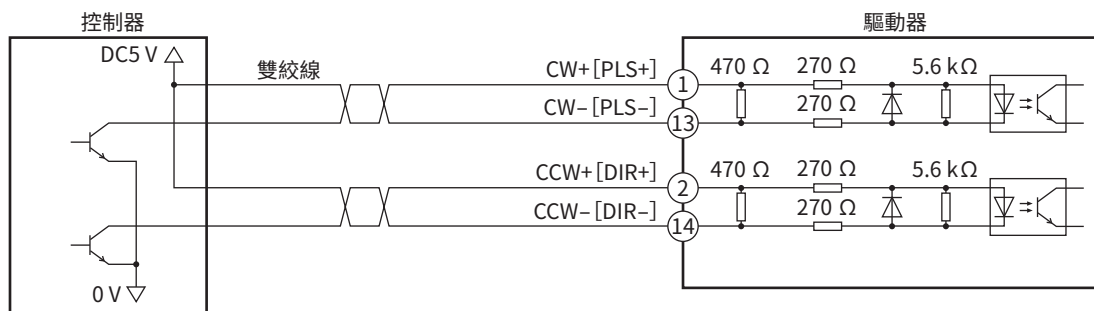 控制器
驅動器
DC5 V
雙絞線
CW+ [PLS+]
1
470 Ω
270 Ω
5.6 kΩ
CW− [PLS−]
13
270 Ω
CCW+ [DIR+]
2
470 Ω
270 Ω
5.6 kΩ
CCW− [DIR−]
14
270 Ω
0 V